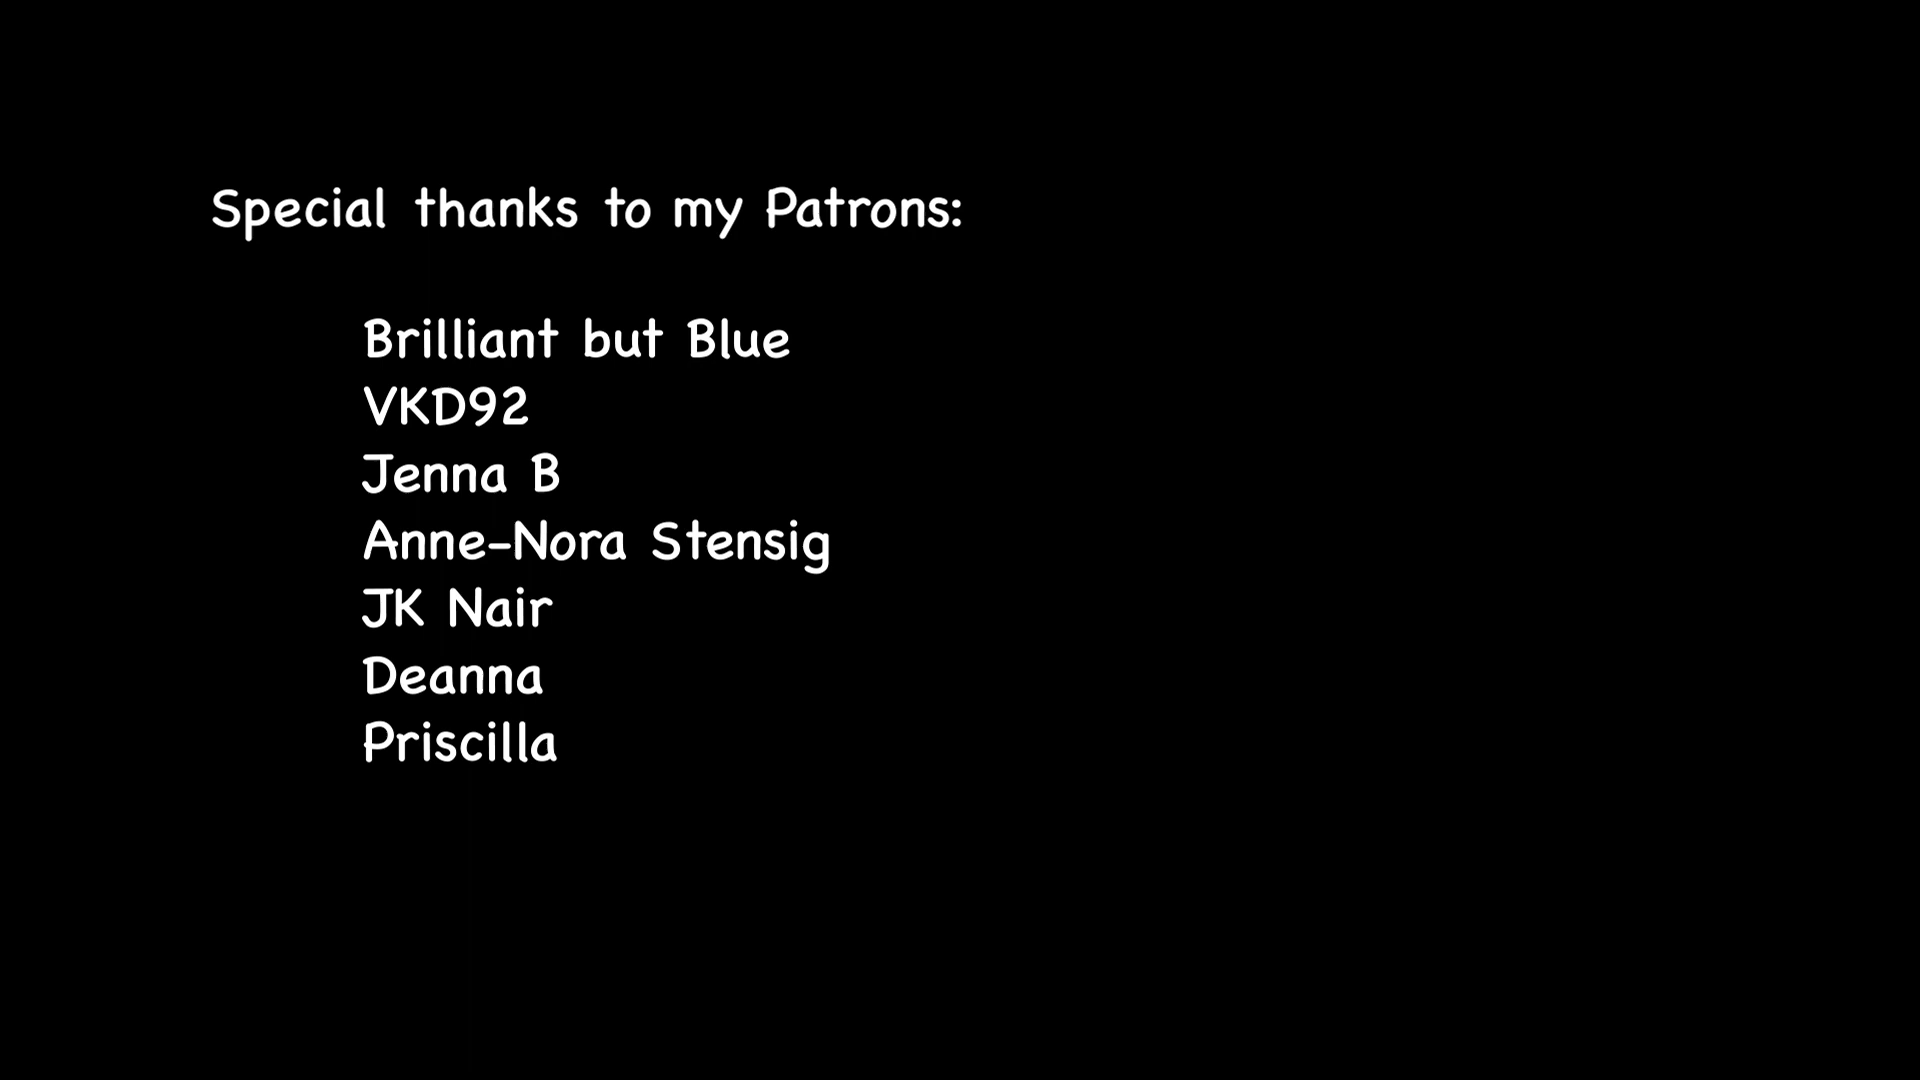 Special thanks to my Patrons:
Brilliant but Blue
VKD92
Jenna B
Anne-Nora Stensig
JK Nair
Deanna
Priscilla